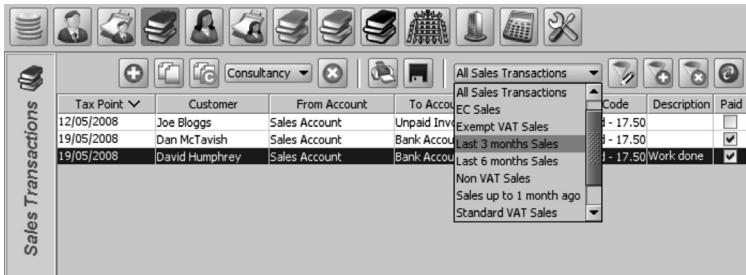 Consultancy All Sales Transactions
Sales Transactions
Tax Point Customer From Account To Accou Code Description Paid
12/05/2008 Joe Bloggs Sales Account Unpaid Inv d - 17.50
19/05/2008 Dan McTavish Sales Account Bank Accou d - 17.50
19/05/2008 David Humphrey Sales Account Bank Accou d - 17.50 Work done
All Sales Transactions
EC Sales
Exempt VAT Sales
Last 3 months Sales
Last 6 months Sales
Non VAT Sales
Sales up to 1 month ago
Standard VAT Sales